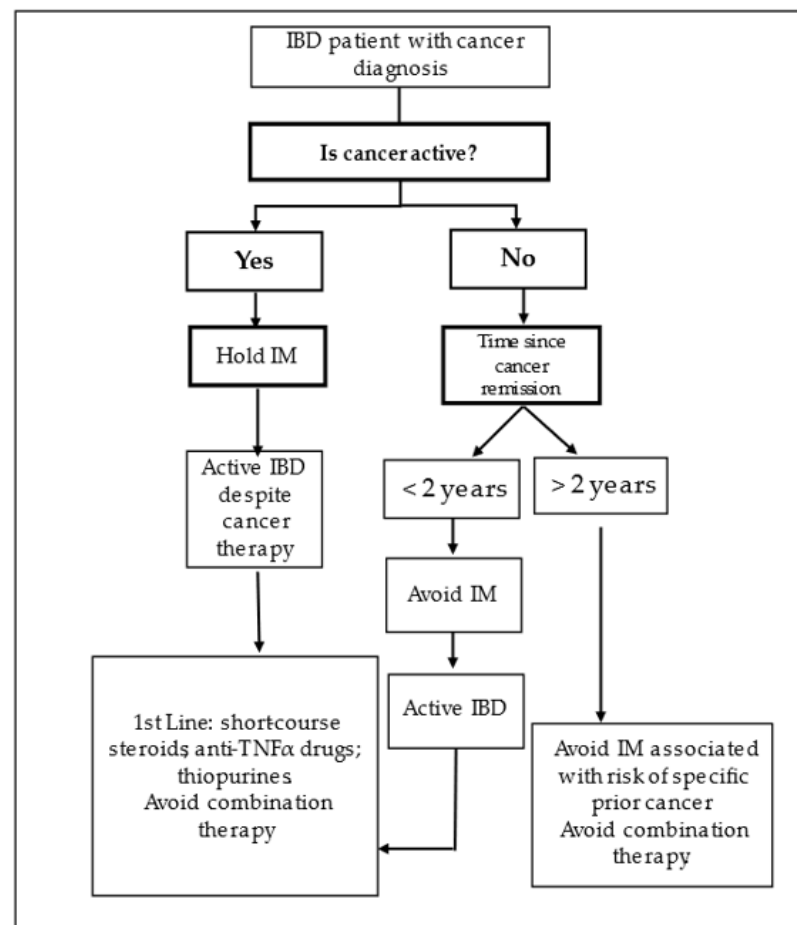 IBD patient with cancer
diagnosis
Is cancer active?
Yes
No
Hold IM
Time since
cancer
remission
Active IBD
despite
cancer
therapy
< 2 years
> 2 years
Avoid IM
Active IBD
1st Line: short-course
steroids; anti-TNFα drugs;
thiopurines.
Avoid combination
therapy
Avoid IM associated
with risk of specific
prior cancer
Avoid combination
therapy.